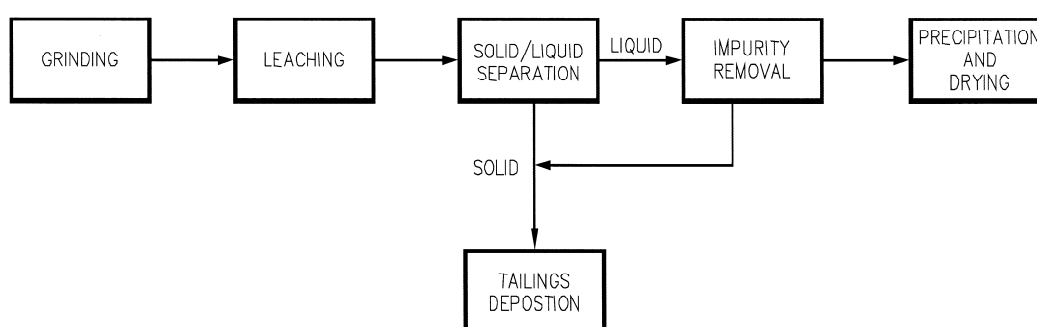 GRINDING
LEACHING
SOLID/LIQUID
SEPARATION
LIQUID
IMPURITY
REMOVAL
PRECIPITATION
AND
DRYING
SOLID
TAILINGS
DEPOSTION